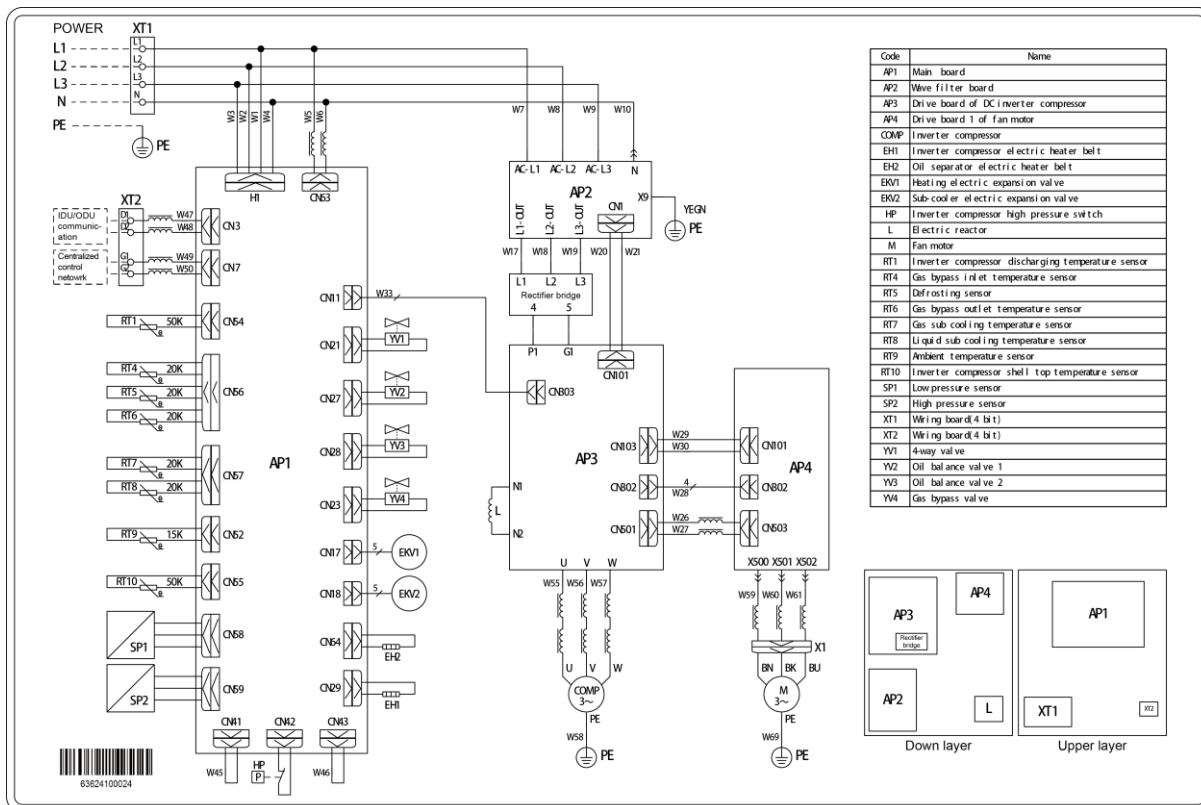 POWER XT1
L1 L1
L2 L2
L3 L3
N N
PE PE
W3 W2 W1 W4 W5 W6 W7 W8 W9 W10
H1 CN63
XT2
IDU/ODU
communic-
ation
D1 W47
D2 W48
CN3
Centralized
control
netowrk
G1 W49
G2 W50
CN7
RT1 50K CN54
RT4 20K
RT5 20K CN56
RT6 20K
RT7 20K CN57
RT8 20K
RT9 15K CN52
RT10 50K CN55
SP1 CN58
SP2 CN59
AP1
CN11 W33
CN21 YV1
CN27 YV2
CN28 YV3
CN23 YV4
CN17 5 EKV1
CN18 5 EKV2
CN64 EH2
CN29 EH1
CN41 CN42 CN43
W45 HP P W46
63624100024
AC-L1 AC-L2 AC-L3 N
AP2 X9
L1-OUT L2-OUT L3-OUT CN1
YEGN
PE
W17 W18 W19 W20 W21
L1 L2 L3
Rectifier bridge
4 5
P1 G1 CN101
CN303
AP3
N1
L
N2
CN103 W29 CN101
W30
AP4
CN302 4 CN302
W28
CN501 W26 CN503
W27
U V W
W55 W56 W57
U V W
COMP
3~
PE
W58 PE
X500 X501 X502
W59 W60 W61
X1
BN BK BU
M
3~
PE
W69 PE
Code Name
AP1 Main board
AP2 Wave filter board
AP3 Drive board of DC inverter compressor
AP4 Drive board 1 of fan motor
COMP Inverter compressor
EH1 Inverter compressor electric heater belt
EH2 Oil separator electric heater belt
EKV1 Heating electric expansion valve
EKV2 Sub-cooler electric expansion valve
HP Inverter compressor high pressure switch
L Electric reactor
M Fan motor
RT1 Inverter compressor discharging temperature sensor
RT4 Gas bypass inlet temperature sensor
RT5 Defrosting sensor
RT6 Gas bypass outlet temperature sensor
RT7 Gas sub cooling temperature sensor
RT8 Liquid sub cooling temperature sensor
RT9 Ambient temperature sensor
RT10 Inverter compressor shell top temperature sensor
SP1 Low pressure sensor
SP2 High pressure sensor
XT1 Wiring board(4 bit)
XT2 Wiring board(4 bit)
YV1 4-way valve
YV2 Oil balance valve 1
YV3 Oil balance valve 2
YV4 Gas bypass valve
AP3 AP4
Rectifier
bridge
AP2 L
Down layer
AP1
XT1 XT2
Upper layer